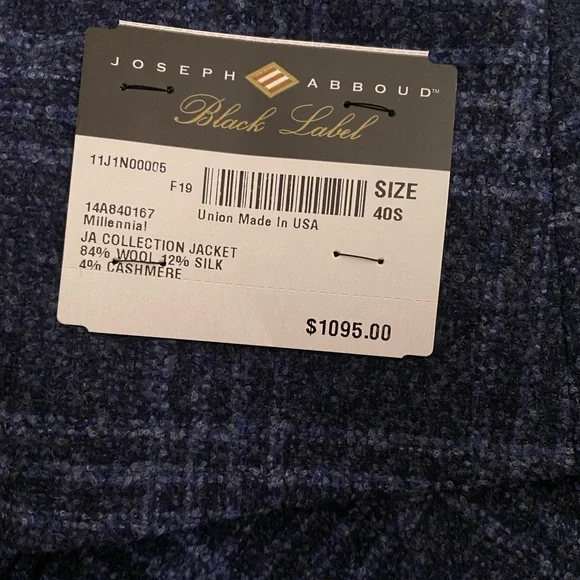 JOSEPH ABBOUD™
Black Label
11J1N00005
F19
SIZE
40S
Union Made In USA
14A840167
Millennial
JA COLLECTION JACKET
84% WOOL 12% SILK
4% CASHMERE
$1095.00